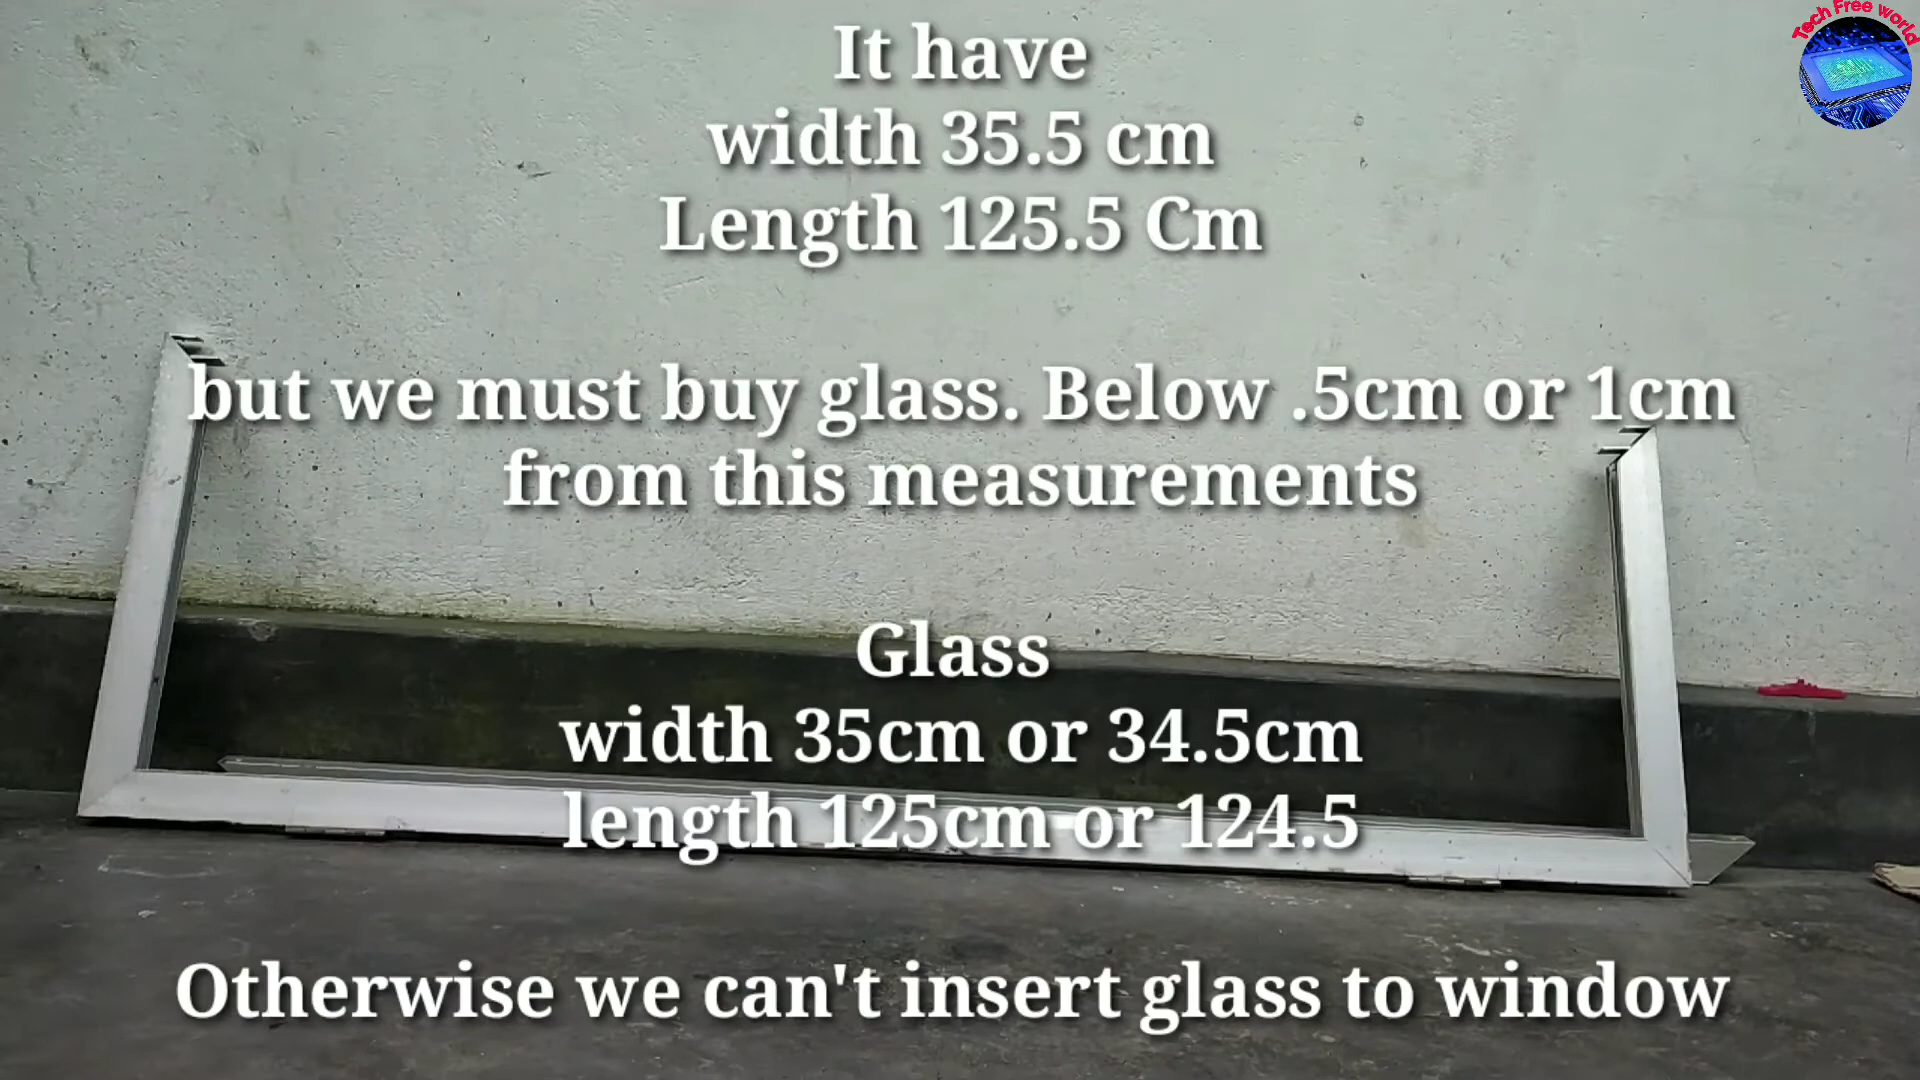 Tech Free world
It have
width 35.5 cm
Length 125.5 Cm
but we must buy glass. Below .5cm or 1cm
from this measurements
Glass
width 35cm or 34.5cm
length 125cm or 124.5
Otherwise we can't insert glass to window